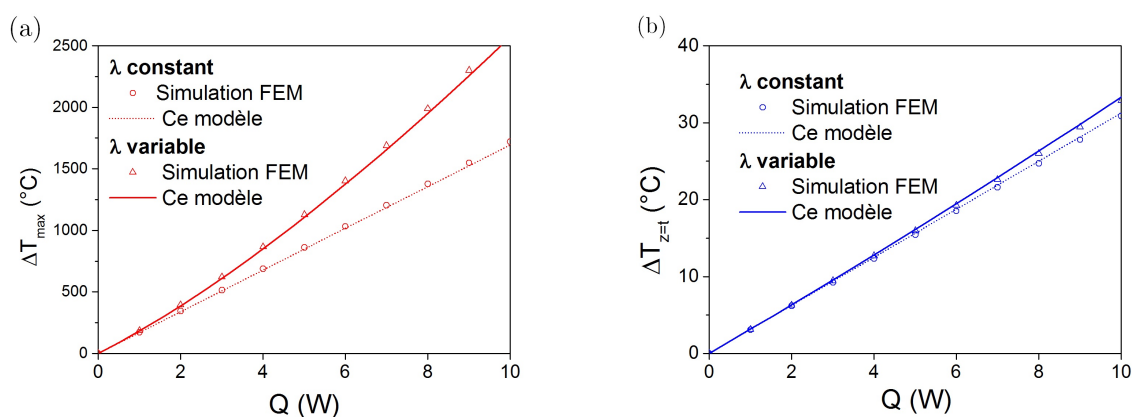 (a)
2500
2000
1500
1000
500
0
ΔTmax (°C)
λ constant
Simulation FEM
Ce modèle
λ variable
Simulation FEM
Ce modèle
0 2 4 6 8 10
Q (W)
(b)
40
30
20
10
0
ΔTz=t (°C)
λ constant
Simulation FEM
Ce modèle
λ variable
Simulation FEM
Ce modèle
0 2 4 6 8 10
Q (W)